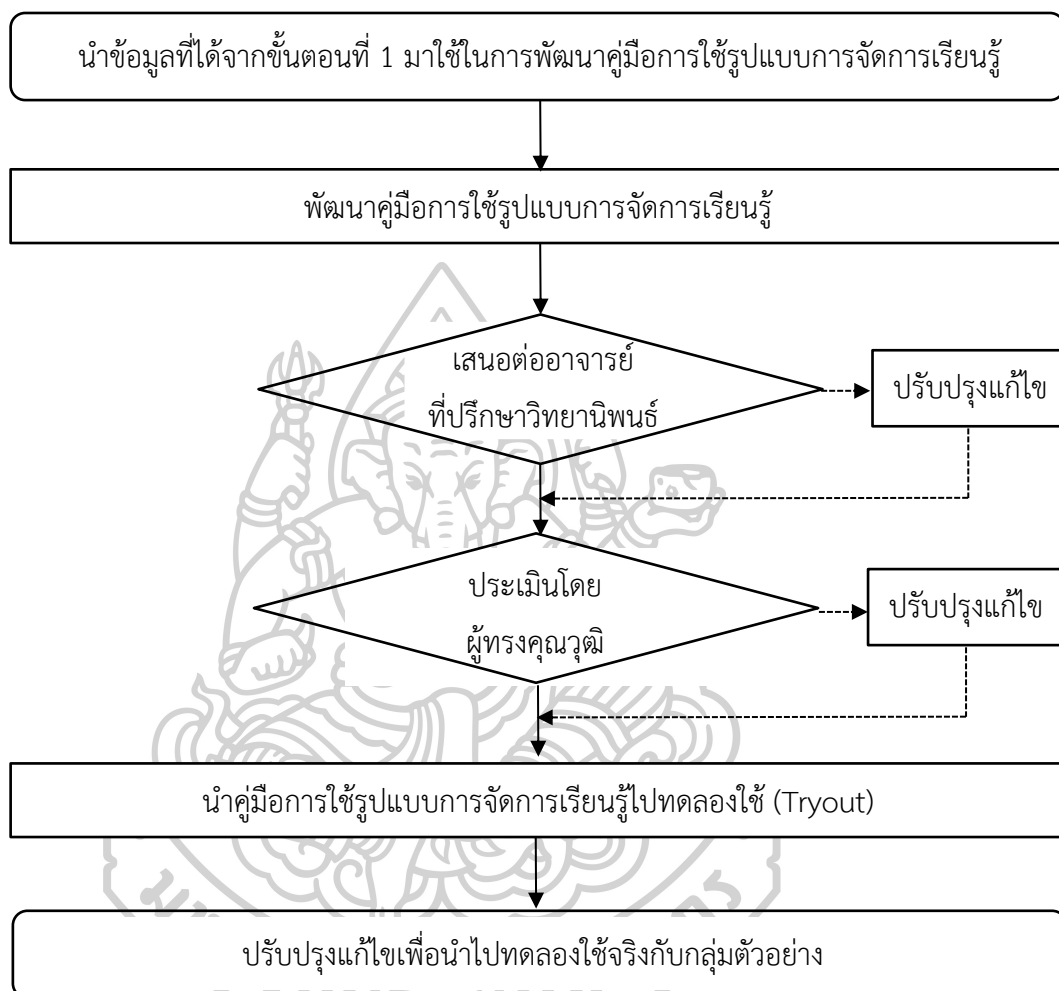 นำข้อมูลที่ได้จากขั้นตอนที่ 1 มาใช้ในการพัฒนาคู่มือการใช้รูปแบบการจัดการเรียนรู้
พัฒนาคู่มือการใช้รูปแบบการจัดการเรียนรู้
เสนอต่ออาจารย์
ที่ปรึกษาวิทยานิพนธ์
ปรับปรุงแก้ไข
ประเมินโดย
ผู้ทรงคุณวุฒิ
ปรับปรุงแก้ไข
นำคู่มือการใช้รูปแบบการจัดการเรียนรู้ไปทดลองใช้ (Tryout)
ปรับปรุงแก้ไขเพื่อนำไปทดลองใช้จริงกับกลุ่มตัวอย่าง